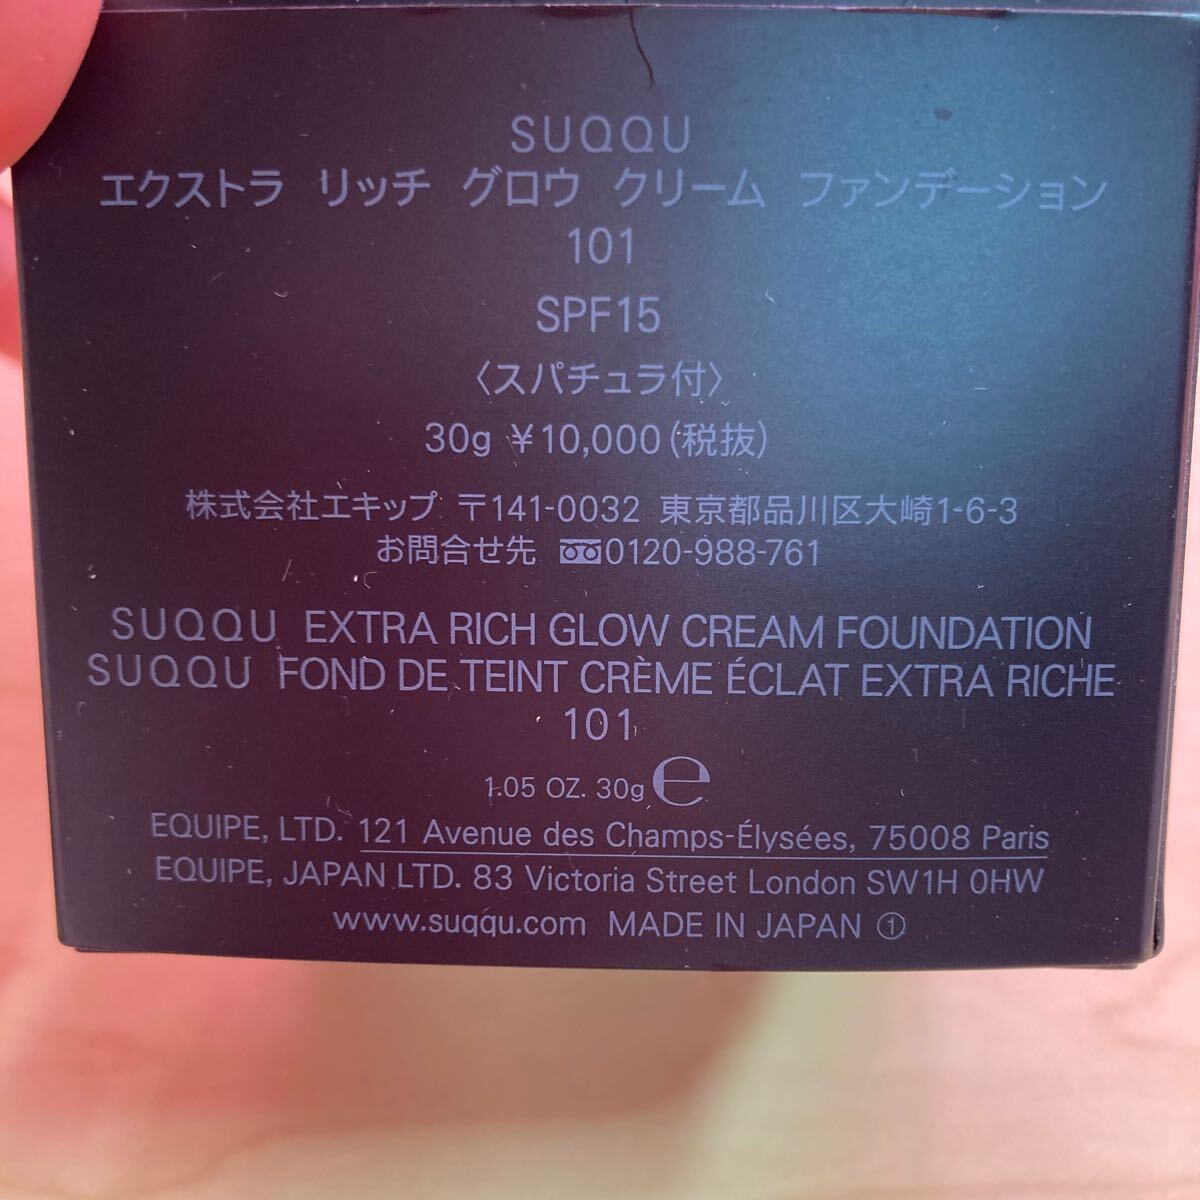 SUQQU
エクストラ リッチ グロウ クリーム ファンデーション
101
SPF15
〈スパチュラ付〉
30g ¥10,000(税抜)
株式会社エキップ 〒141-0032 東京都品川区大崎1-6-3
お問合せ先 0120-988-761
SUQQU EXTRA RICH GLOW CREAM FOUNDATION
SUQQU FOND DE TEINT CRÈME ÉCLAT EXTRA RICHE
101
1.05 OZ. 30g ℮
EQUIPE, LTD. 121 Avenue des Champs-Élysées, 75008 Paris
EQUIPE, JAPAN LTD. 83 Victoria Street London SW1H 0HW
www.suqqu.com MADE IN JAPAN ①